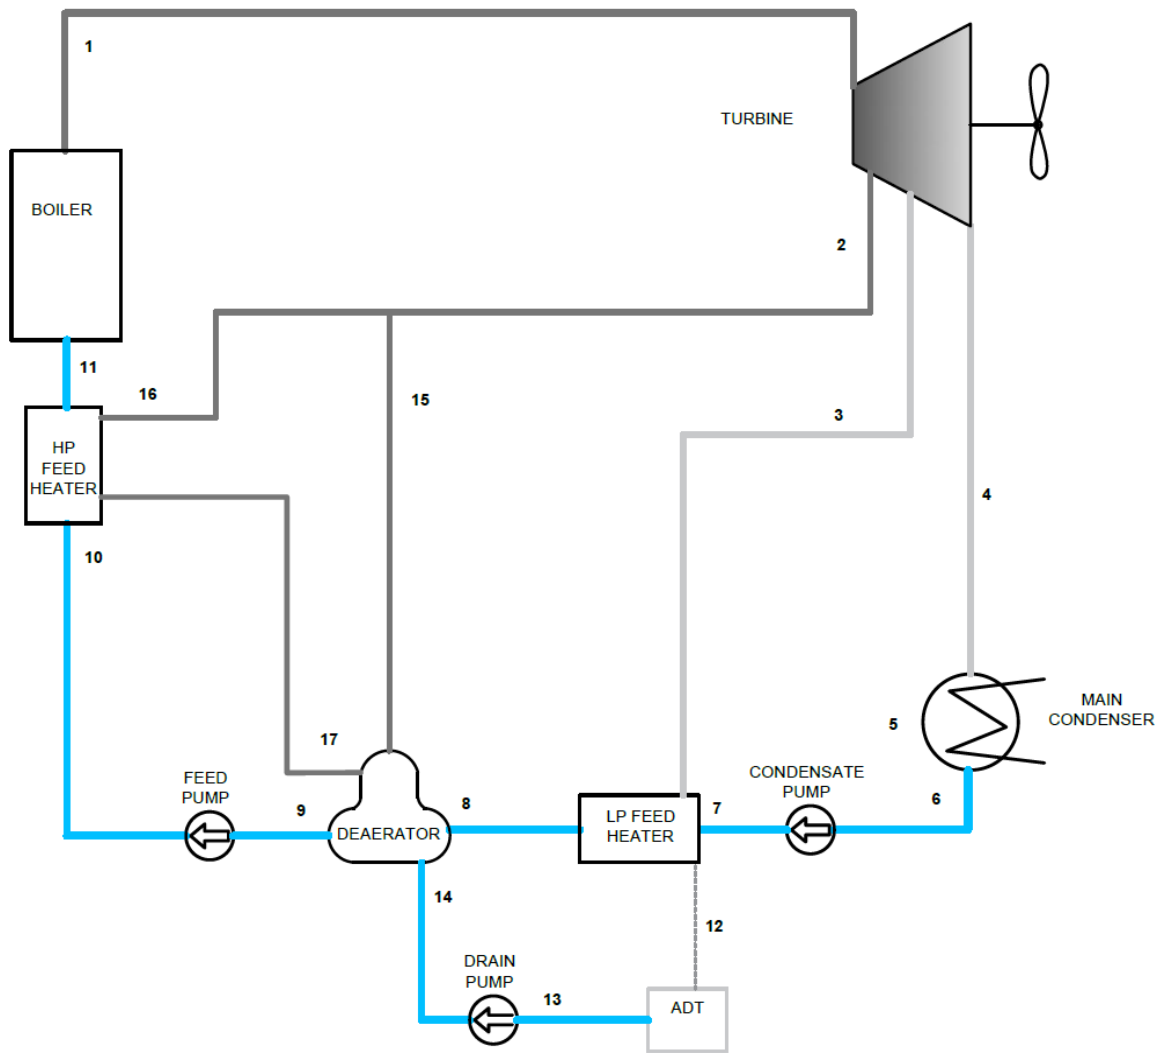 1
TURBINE
BOILER
2
11
16
15
3
HP
FEED
HEATER
4
10
MAIN
CONDENSER
5
17
FEED
PUMP
CONDENSATE
PUMP
9
8
7
6
DEAERATOR
LP FEED
HEATER
14
12
DRAIN
PUMP
13
ADT